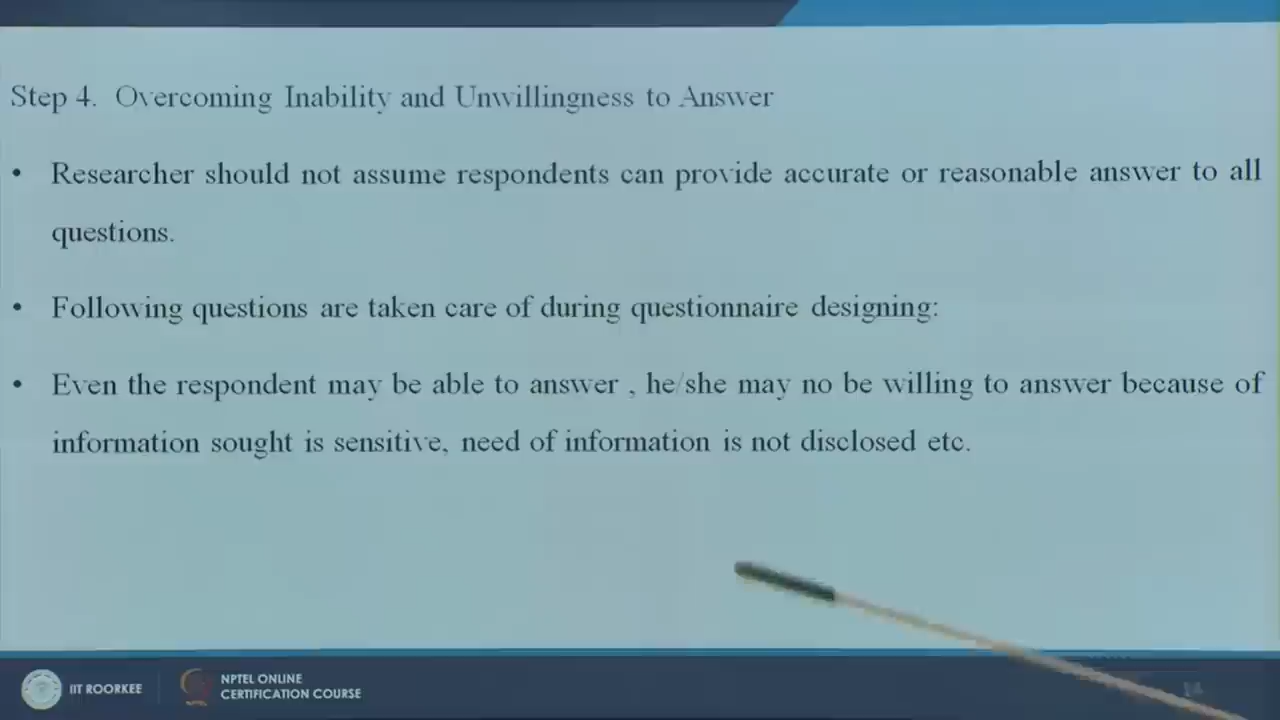 Step 4. Overcoming Inability and Unwillingness to Answer
• Researcher should not assume respondents can provide accurate or reasonable answer to all
questions.
• Following questions are taken care of during questionnaire designing:
• Even the respondent may be able to answer , he/she may no be willing to answer because of
information sought is sensitive, need of information is not disclosed etc.
IIT ROORKEE
NPTEL ONLINE
CERTIFICATION COURSE
14